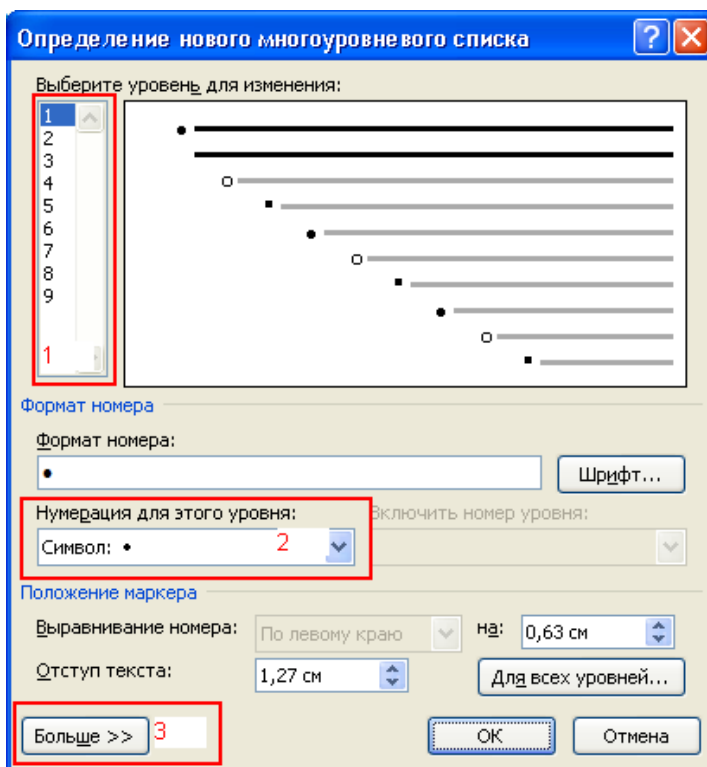 Определение нового многоуровневого списка
Выберите уровень для изменения:
1
2
3
4
5
6
7
8
9
1
Формат номера
Формат номера:
•
Шрифт...
Нумерация для этого уровня:
Включить номер уровня:
Символ: •
2
Положение маркера
Выравнивание номера:
По левому краю
на:
0,63 см
Отступ текста:
1,27 см
Для всех уровней...
Больше >>
3
ОК
Отмена